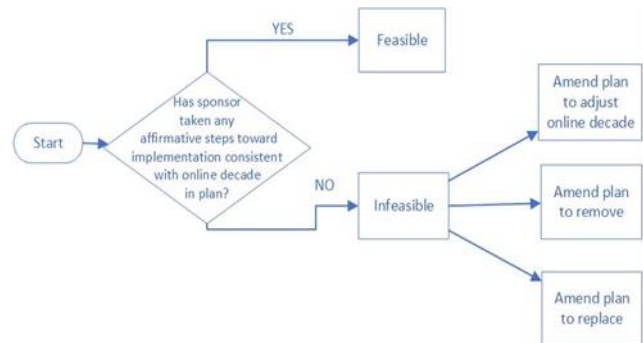 YES
Feasible
Has sponsor
taken any
affirmative steps toward
implementation consistent
with online decade
in plan?
Start
NO
Infeasible
Amend plan
to adjust
online decade
Amend plan
to remove
Amend plan
to replace